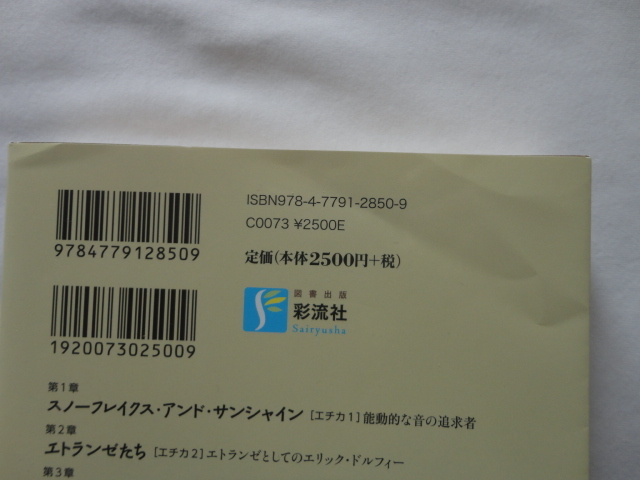 ISBN978-4-7791-2850-9
C0073 ¥2500E
9784779128509
定価(本体2500円+税)
図書出版
彩流社
Sairyusha
1920073025009
第1章
スノーフレイクス・アンド・サンシャイン [エチカ1] 能動的な音の追求者
第2章
エトランゼたち [エチカ2] エトランゼとしてのエリック・ドルフィー
第3章